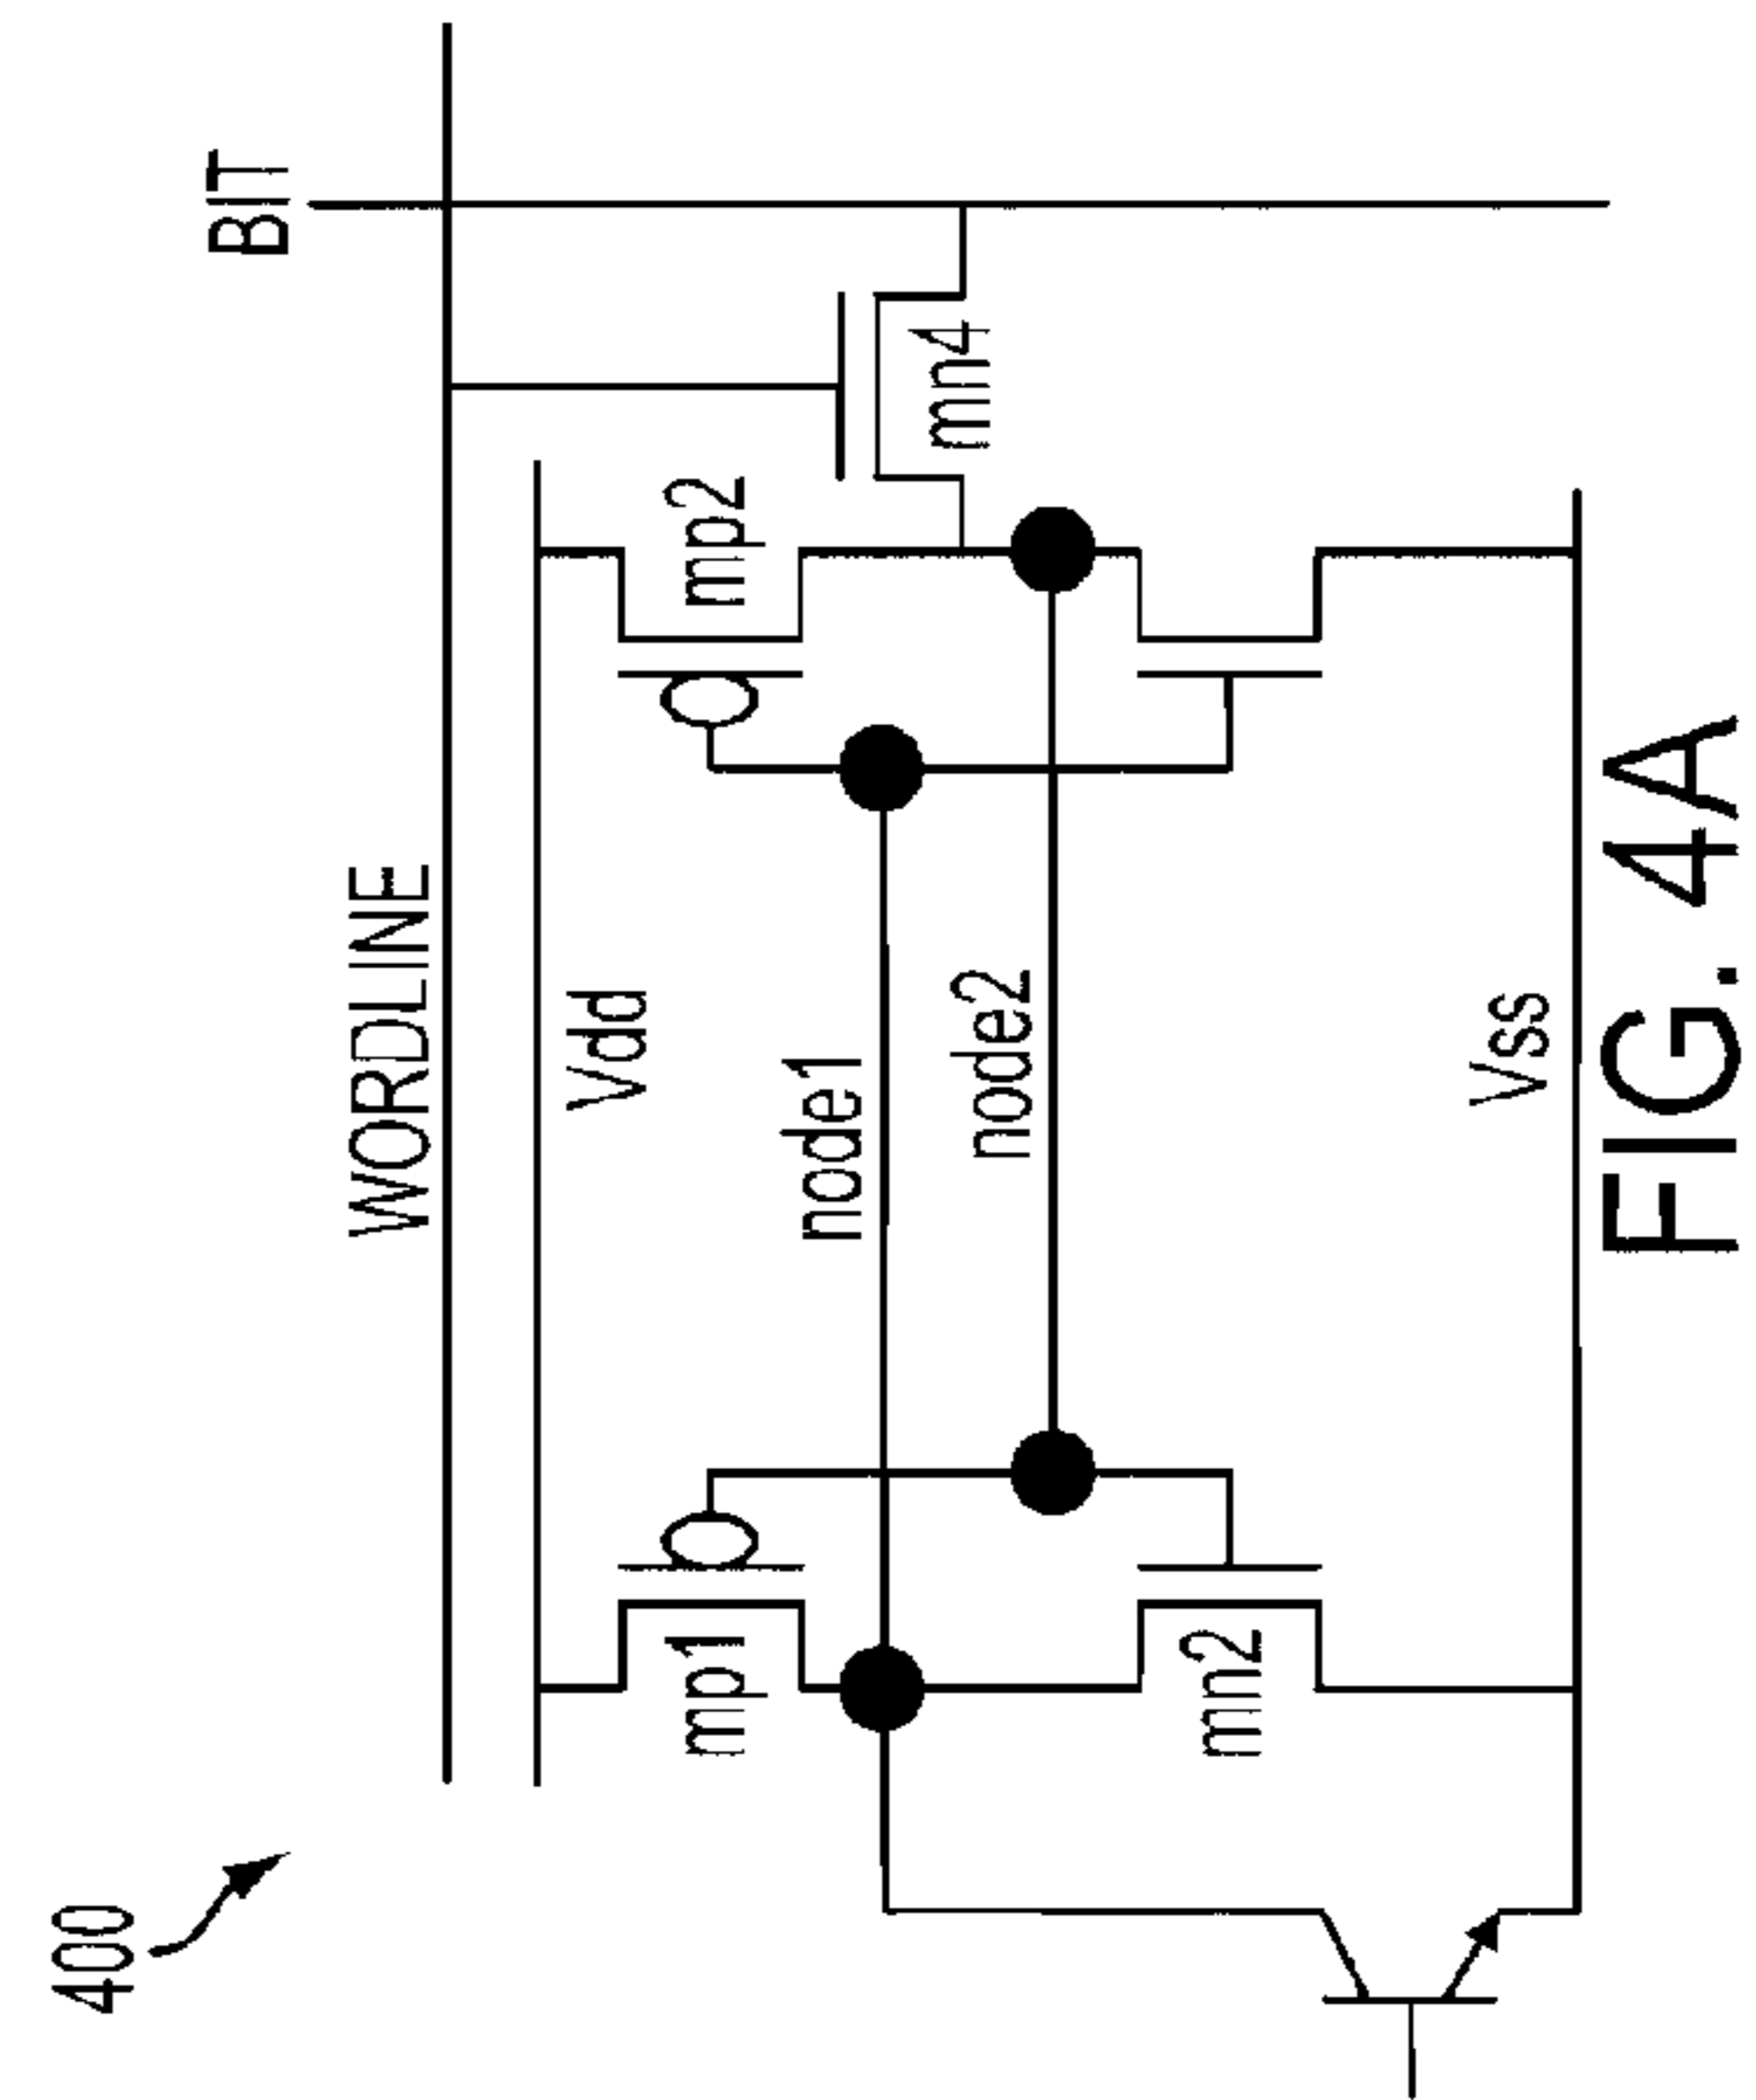 400
WORDLINE
BIT
Vdd
mp1
mp2
node1
mn4
node2
mn2
Vss
FIG. 4A